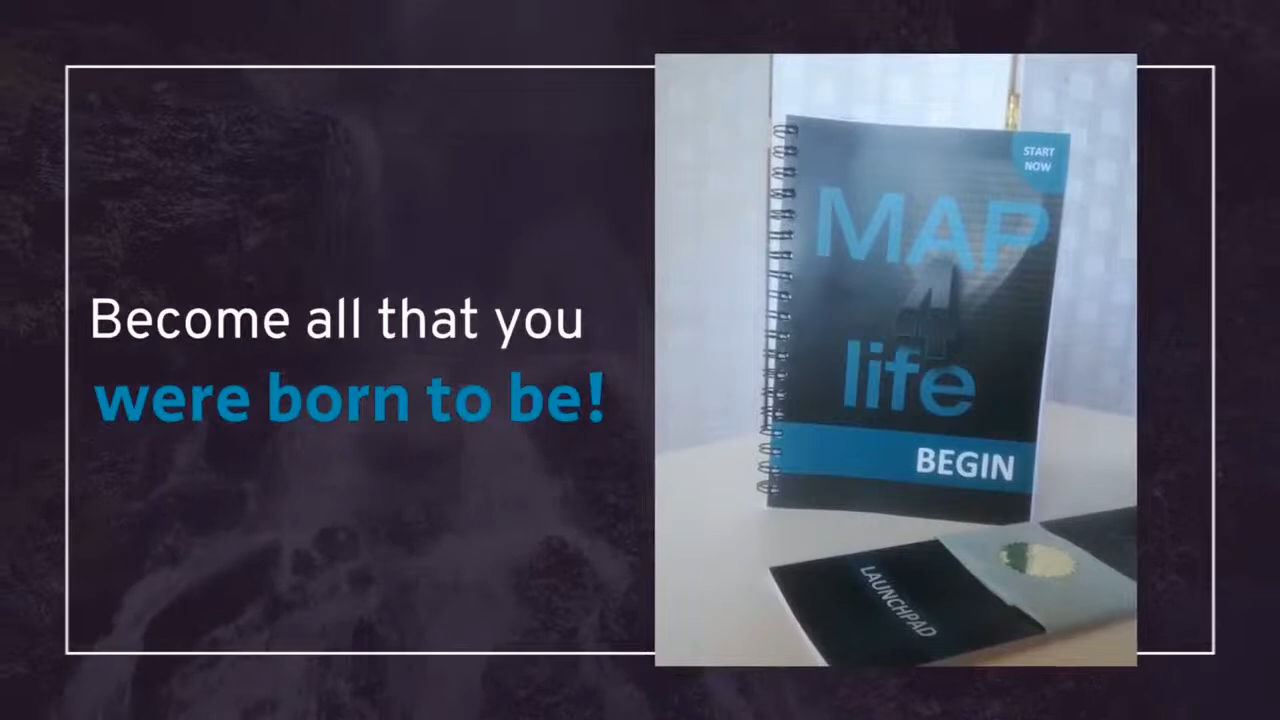 Become all that you
were born to be!
START
NOW
MAP
4
life
BEGIN
LAUNCHPAD